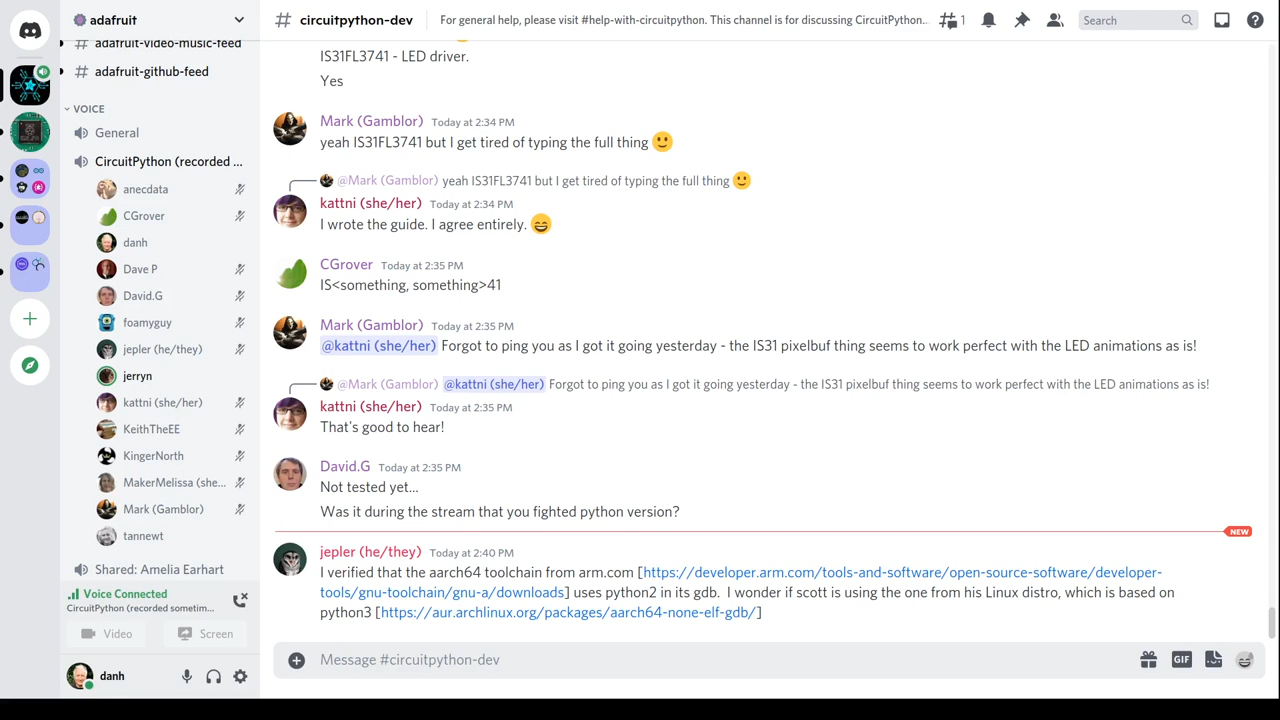 adafruit
# circuitpython-dev
For general help, please visit #help-with-circuitpython. This channel is for discussing CircuitPython...
1
Search
# adafruit-video-music-feed
# adafruit-github-feed
VOICE
General
CircuitPython (recorded ...
anecdata
CGrover
danh
Dave P
David.G
foamyguy
jepler (he/they)
jerryn
kattni (she/her)
KeithTheEE
KingerNorth
MakerMelissa (she...
Mark (Gamblor)
tannewt
Shared: Amelia Earhart
Voice Connected
CircuitPython (recorded sometim...
Video
Screen
danh
IS31FL3741 - LED driver.
Yes
Mark (Gamblor) Today at 2:34 PM
yeah IS31FL3741 but I get tired of typing the full thing
@Mark (Gamblor) yeah IS31FL3741 but I get tired of typing the full thing
kattni (she/her) Today at 2:34 PM
I wrote the guide. I agree entirely.
CGrover Today at 2:35 PM
IS<something, something>41
Mark (Gamblor) Today at 2:35 PM
@kattni (she/her) Forgot to ping you as I got it going yesterday - the IS31 pixelbuf thing seems to work perfect with the LED animations as is!
@Mark (Gamblor) @kattni (she/her) Forgot to ping you as I got it going yesterday - the IS31 pixelbuf thing seems to work perfect with the LED animations as is!
kattni (she/her) Today at 2:35 PM
That's good to hear!
David.G Today at 2:35 PM
Not tested yet...
Was it during the stream that you fighted python version?
NEW
jepler (he/they) Today at 2:40 PM
I verified that the aarch64 toolchain from arm.com [https://developer.arm.com/tools-and-software/open-source-software/developer-
tools/gnu-toolchain/gnu-a/downloads] uses python2 in its gdb. I wonder if scott is using the one from his Linux distro, which is based on
python3 [https://aur.archlinux.org/packages/aarch64-none-elf-gdb/]
Message #circuitpython-dev
GIF